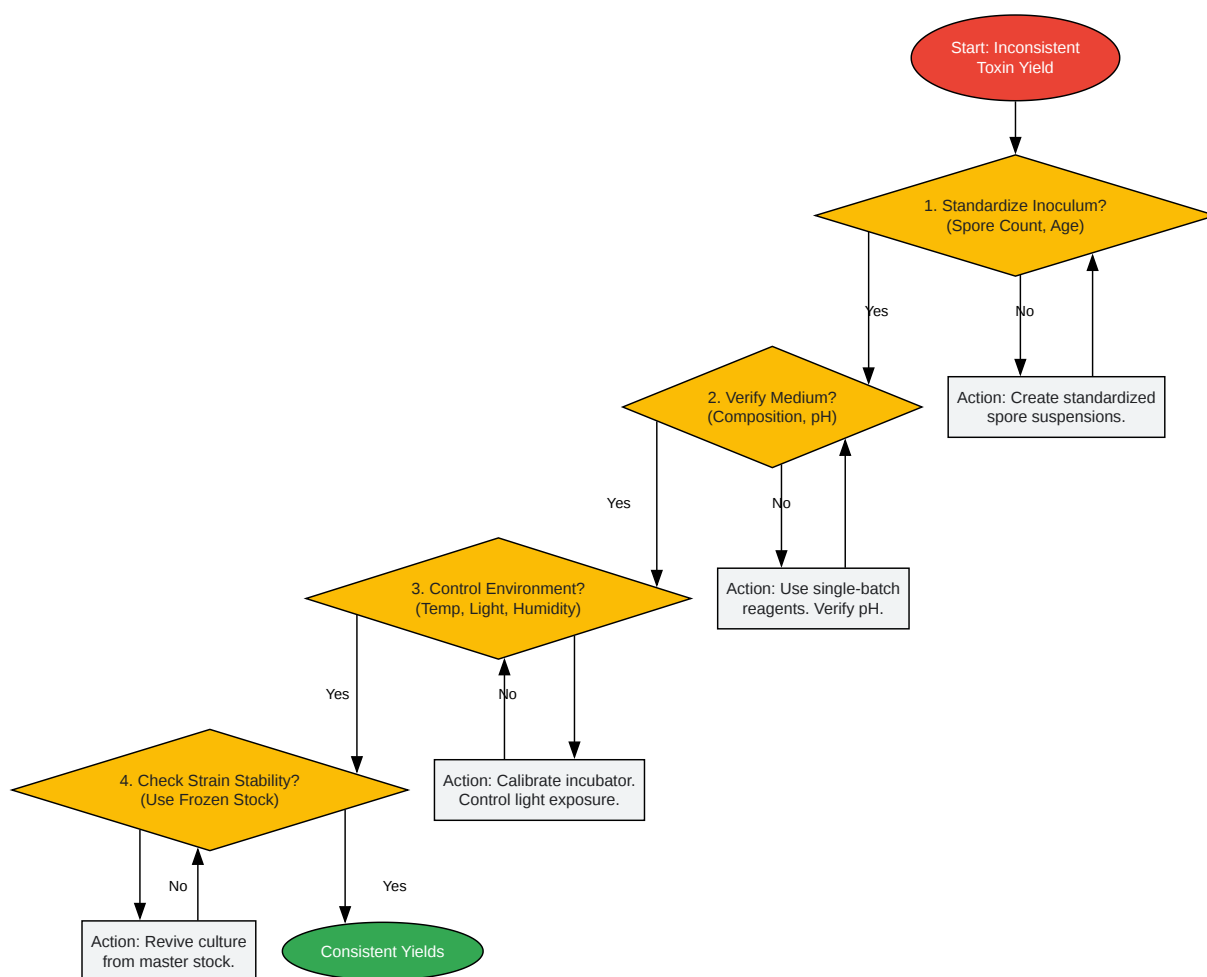 Start: Inconsistent
Toxin Yield
1. Standardize Inoculum?
(Spore Count, Age)
Yes
No
Action: Create standardized
spore suspensions.
2. Verify Medium?
(Composition, pH)
Yes
No
Action: Use single-batch
reagents. Verify pH.
3. Control Environment?
(Temp, Light, Humidity)
Yes
No
Action: Calibrate incubator.
Control light exposure.
4. Check Strain Stability?
(Use Frozen Stock)
No
Yes
Action: Revive culture
from master stock.
Consistent Yields